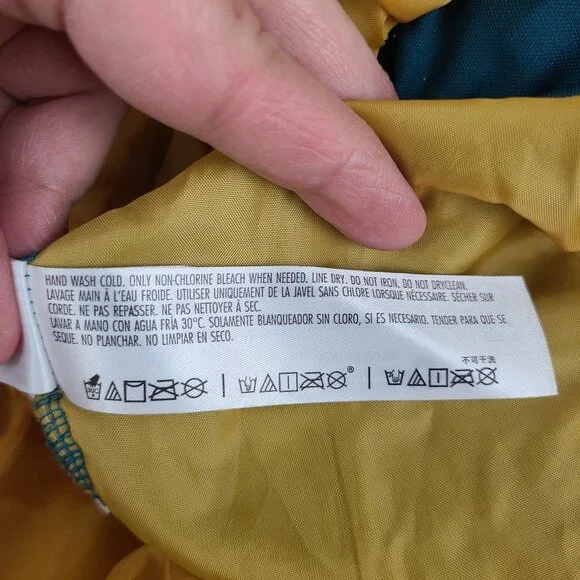 HAND WASH COLD. ONLY NON-CHLORINE BLEACH WHEN NEEDED. LINE DRY. DO NOT IRON. DO NOT DRYCLEAN.
LAVAGE MAIN À L'EAU FROIDE. UTILISER UNIQUEMENT DE LA JAVEL SANS CHLORE LORSQUE NÉCESSAIRE. SÉCHER SUR
CORDE. NE PAS REPASSER. NE PAS NETTOYER À SEC.
LAVAR A MANO CON AGUA FRÍA 30°C. SOLAMENTE BLANQUEADOR SIN CLORO, SI ES NECESARIO. TENDER PARA QUE SE
SEQUE. NO PLANCHAR. NO LIMPIAR EN SECO.
不可干洗
®